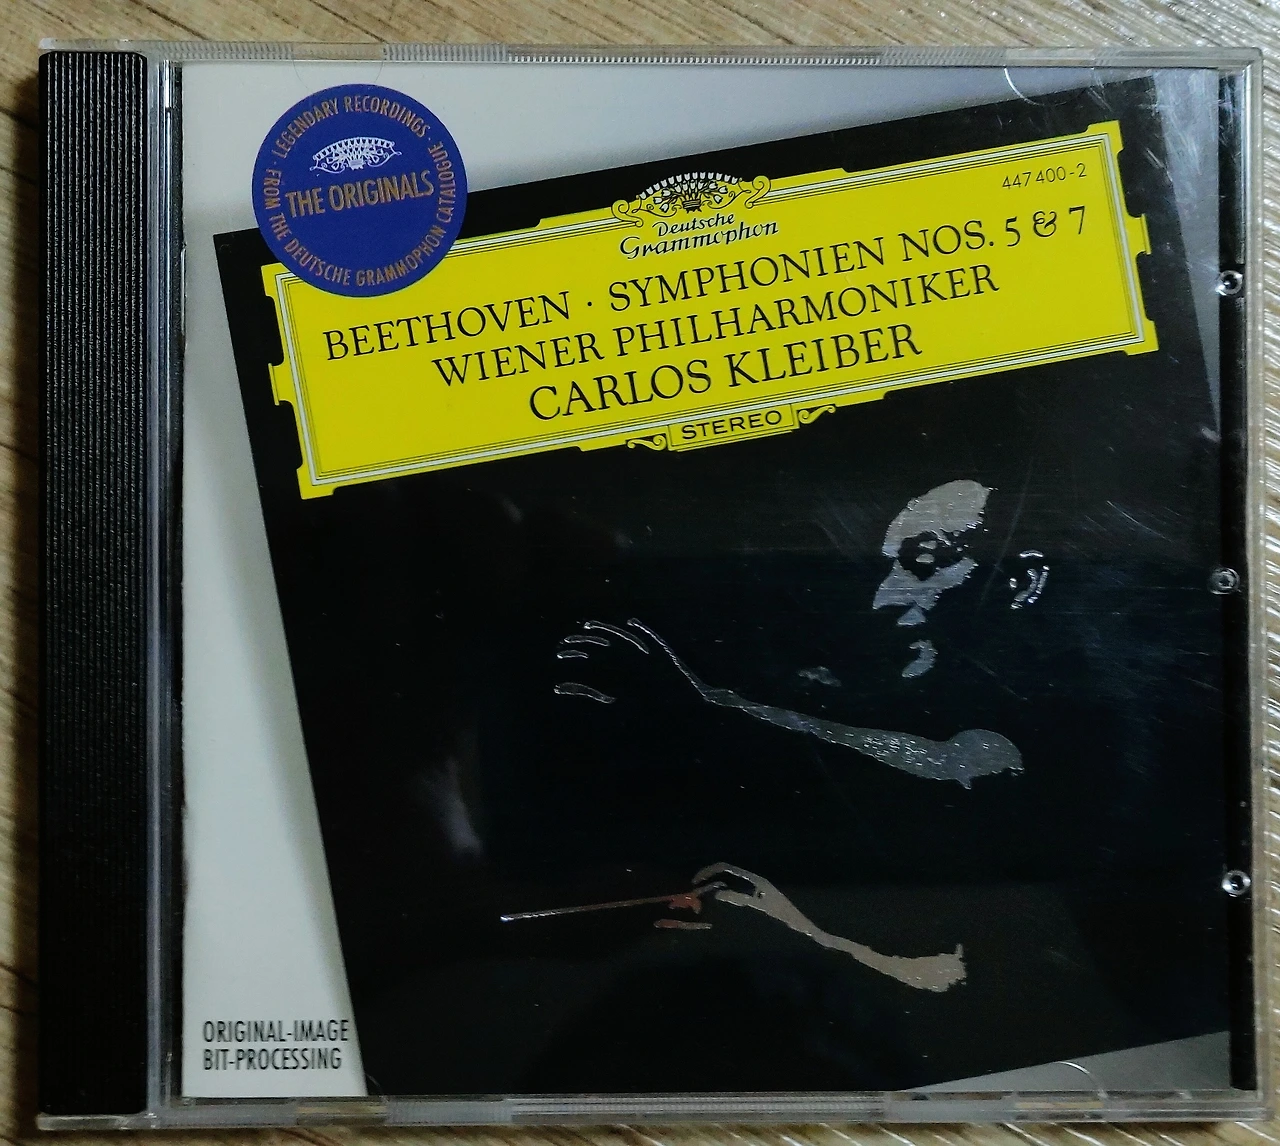 · LEGENDARY RECORDINGS ·
FROM THE DEUTSCHE GRAMMOPHON CATALOGUE
THE ORIGINALS
447 400-2
Deutsche
Grammophon
BEETHOVEN · SYMPHONIEN NOS. 5 & 7
WIENER PHILHARMONIKER
CARLOS KLEIBER
STEREO
ORIGINAL-IMAGE
BIT-PROCESSING